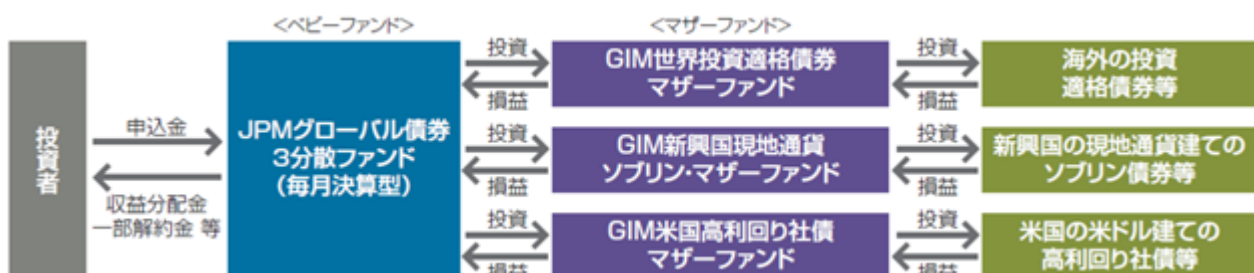 <ベビーファンド>
<マザーファンド>
投資者
申込金
収益分配金
一部解約金 等
JPMグローバル債券
3分散ファンド
(毎月決算型)
投資
損益
GIM世界投資適格債券
マザーファンド
投資
損益
海外の投資
適格債券等
投資
損益
GIM新興国現地通貨
ソブリン・マザーファンド
投資
損益
新興国の現地通貨建ての
ソブリン債券等
投資
損益
GIM米国高利回り社債
マザーファンド
投資
損益
米国の米ドル建ての
高利回り社債等